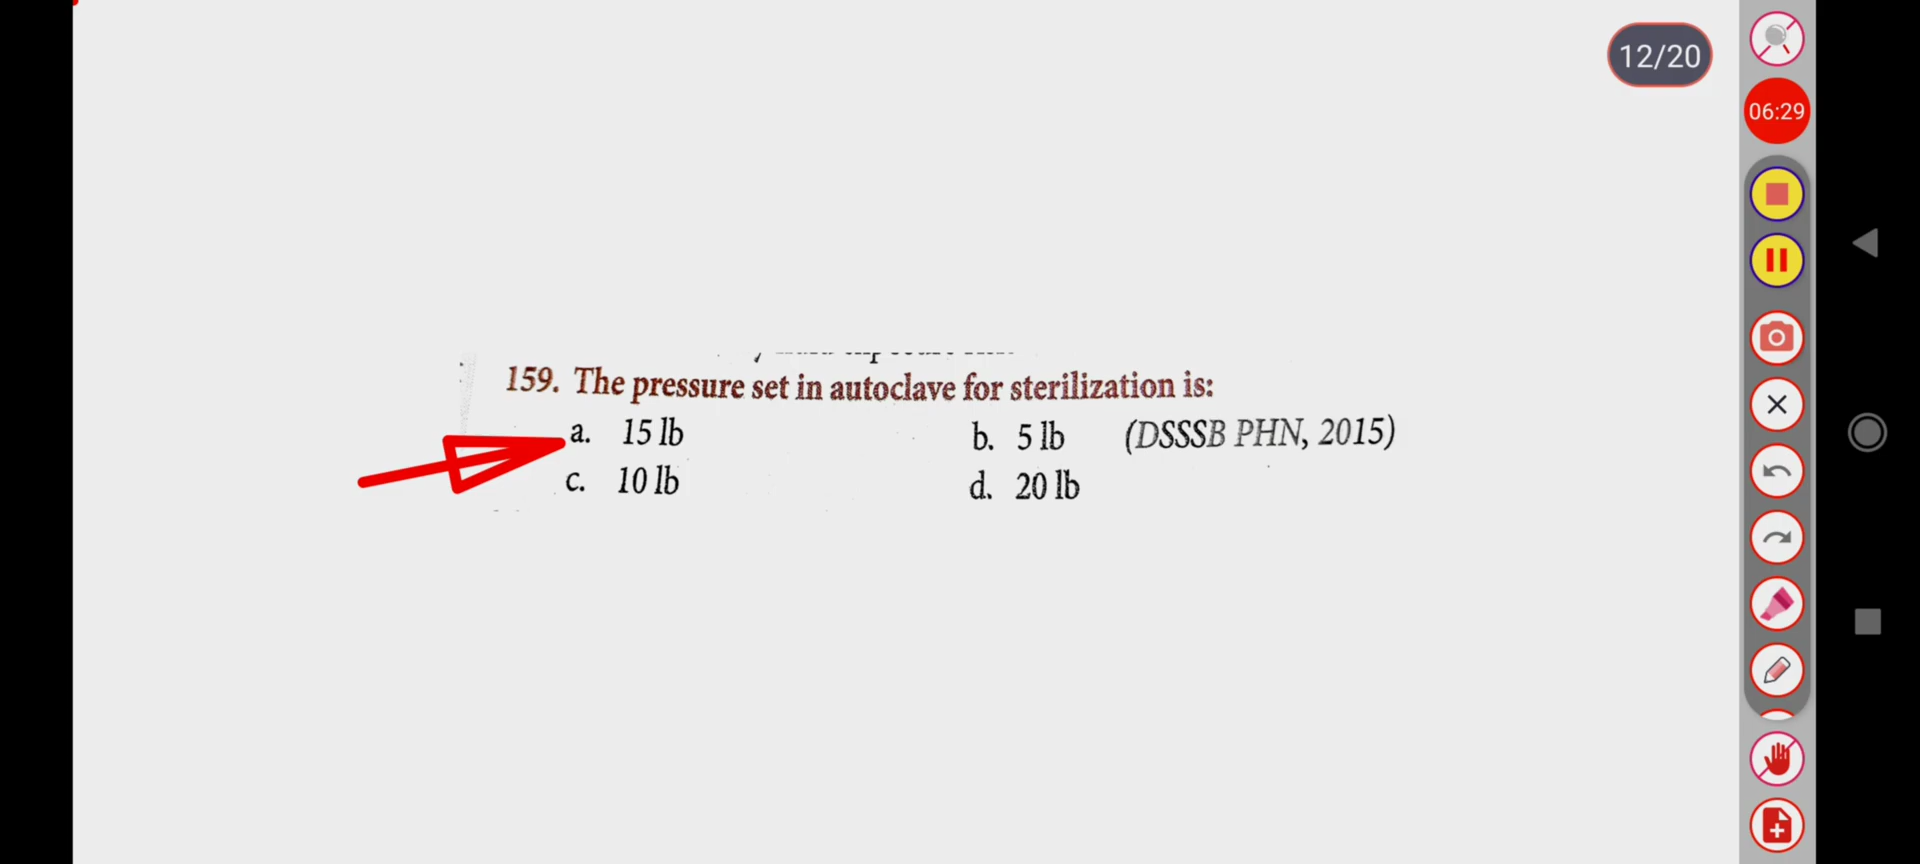 12/20
06:29
159. The pressure set in autoclave for sterilization is:
a. 15 lb b. 5 lb (DSSSB PHN, 2015)
c. 10 lb d. 20 lb